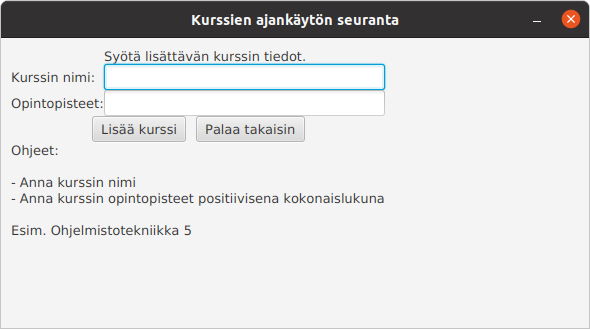 Kurssien ajankäytön seuranta
Syötä lisättävän kurssin tiedot.
Kurssin nimi:
Opintopisteet:
Lisää kurssi Palaa takaisin
Ohjeet:
- Anna kurssin nimi
- Anna kurssin opintopisteet positiivisena kokonaislukuna
Esim. Ohjelmistotekniikka 5